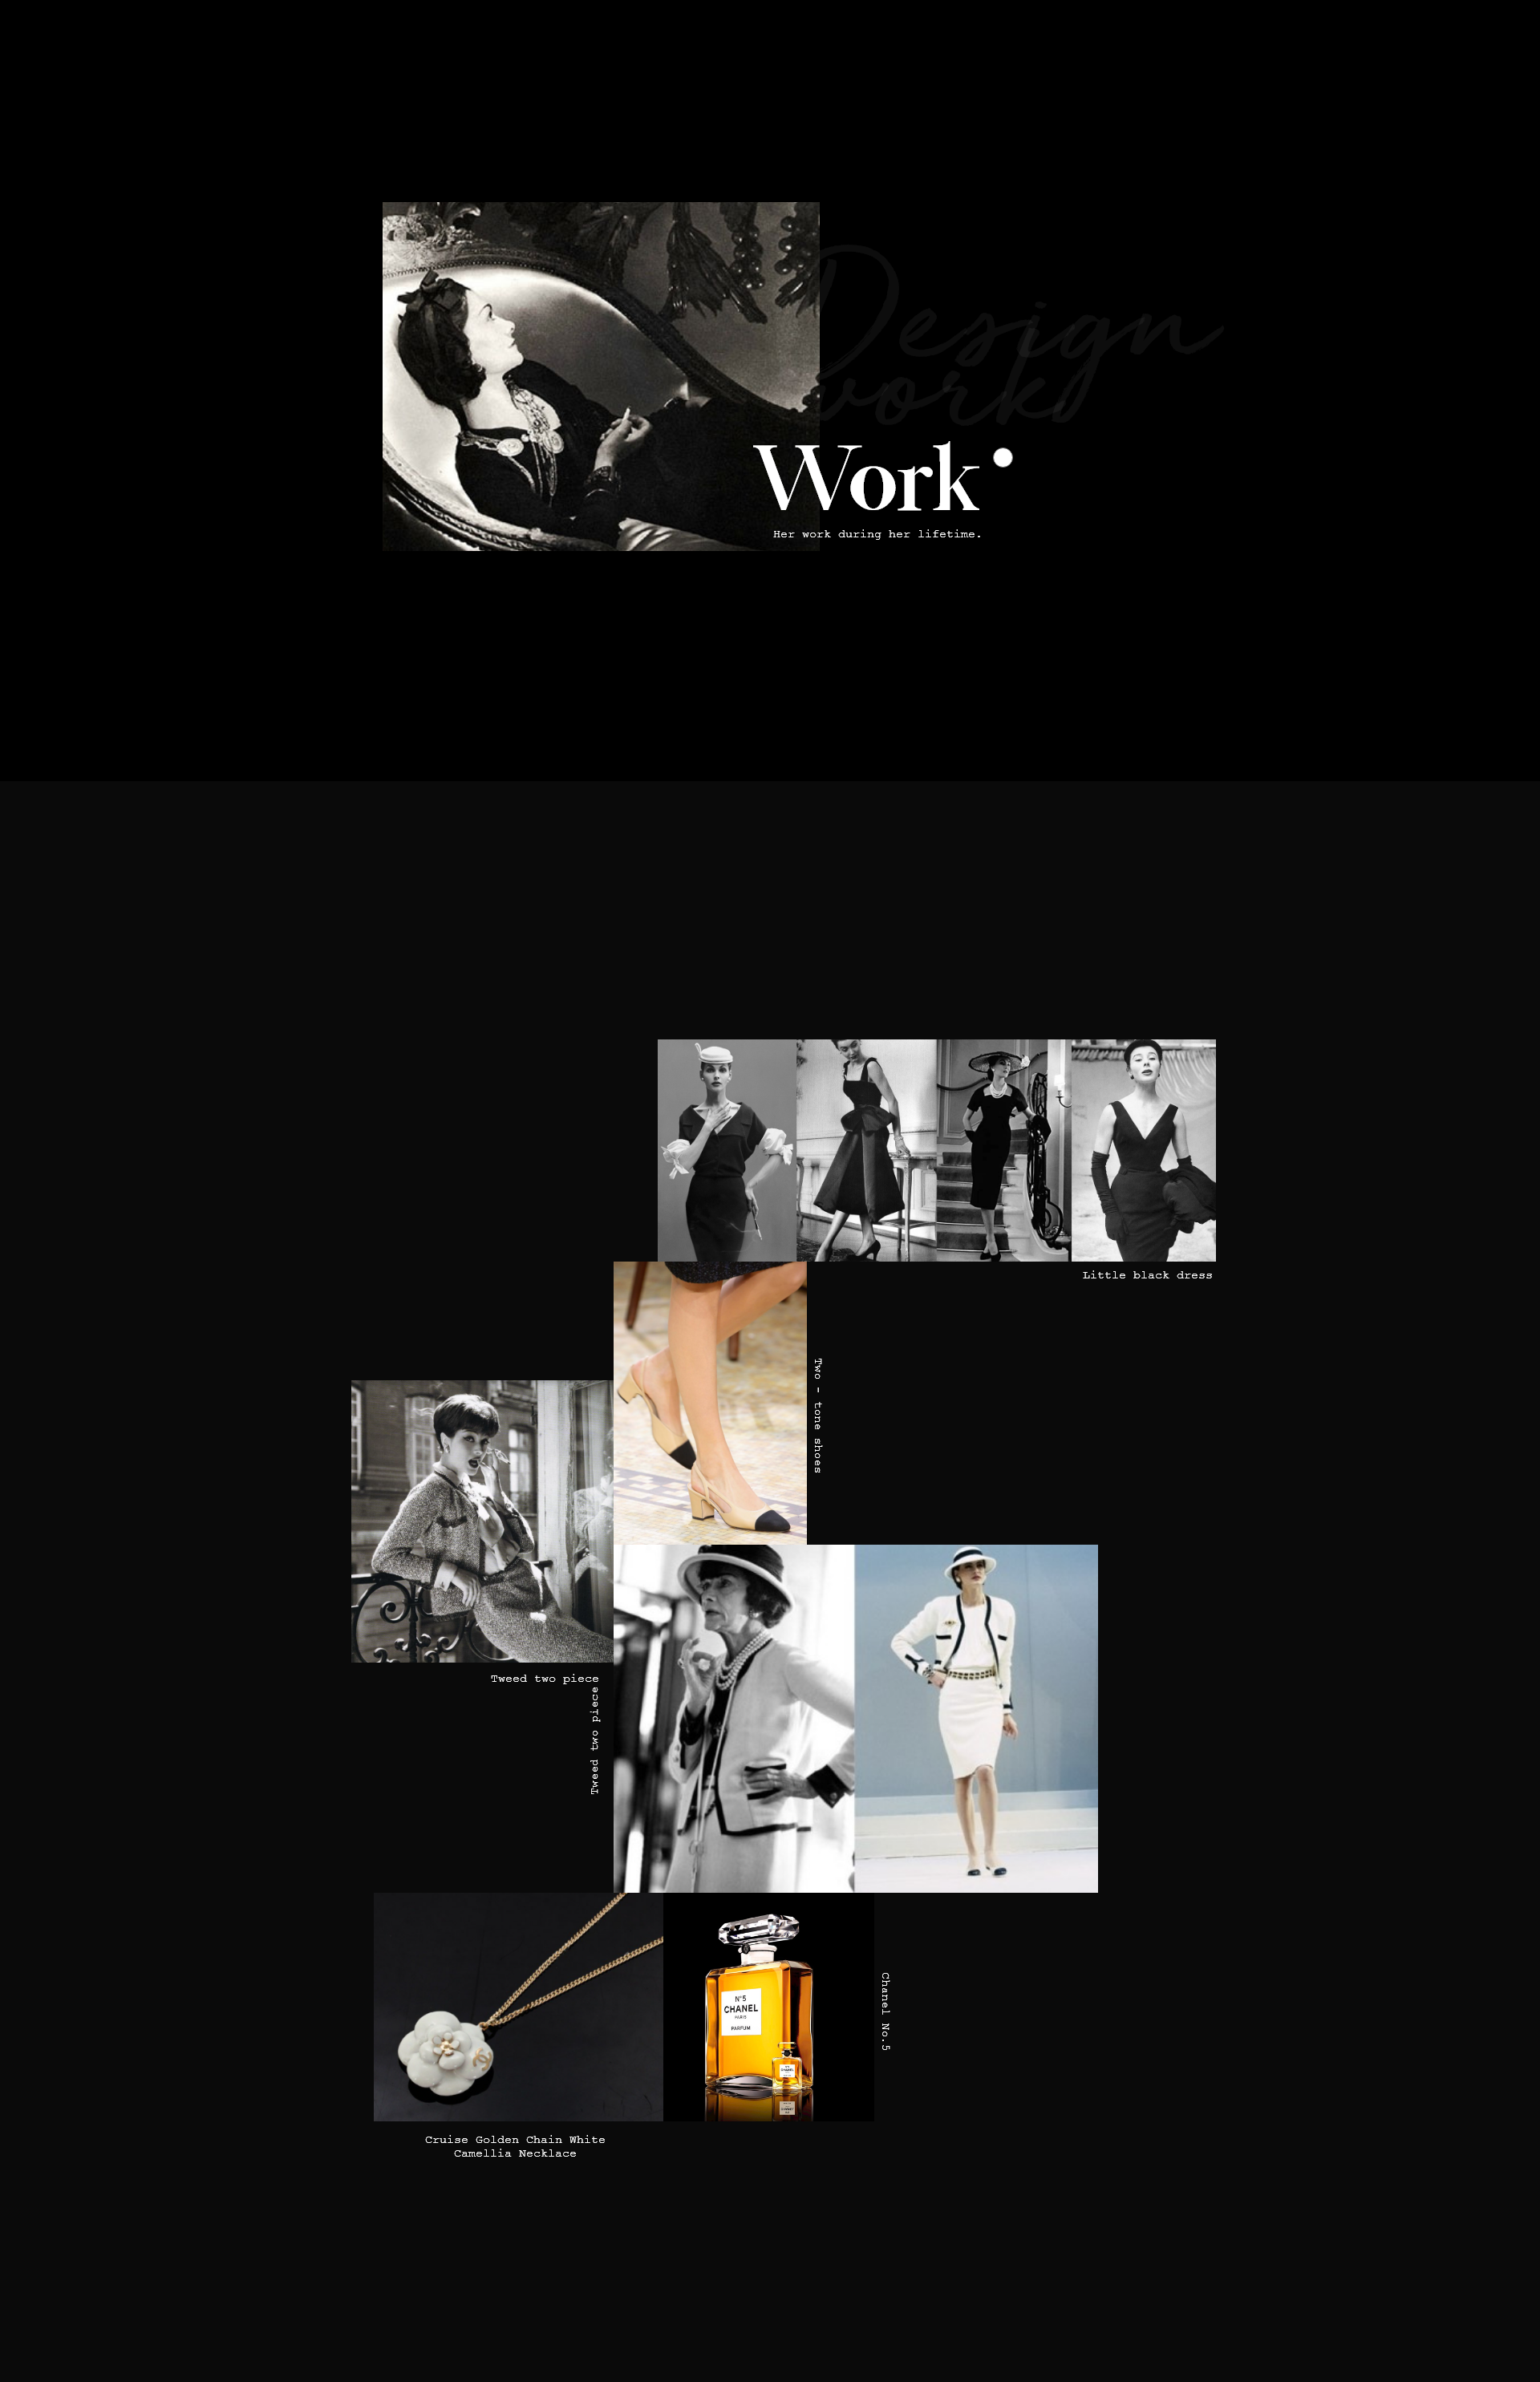 Design
work
Work
Her work during her lifetime.
Little black dress
Two - tone shoes
Tweed two piece
Tweed two piece
N°5
CHANEL
PARIS
PARFUM
Chanel No.5
Cruise Golden Chain White
Camellia Necklace